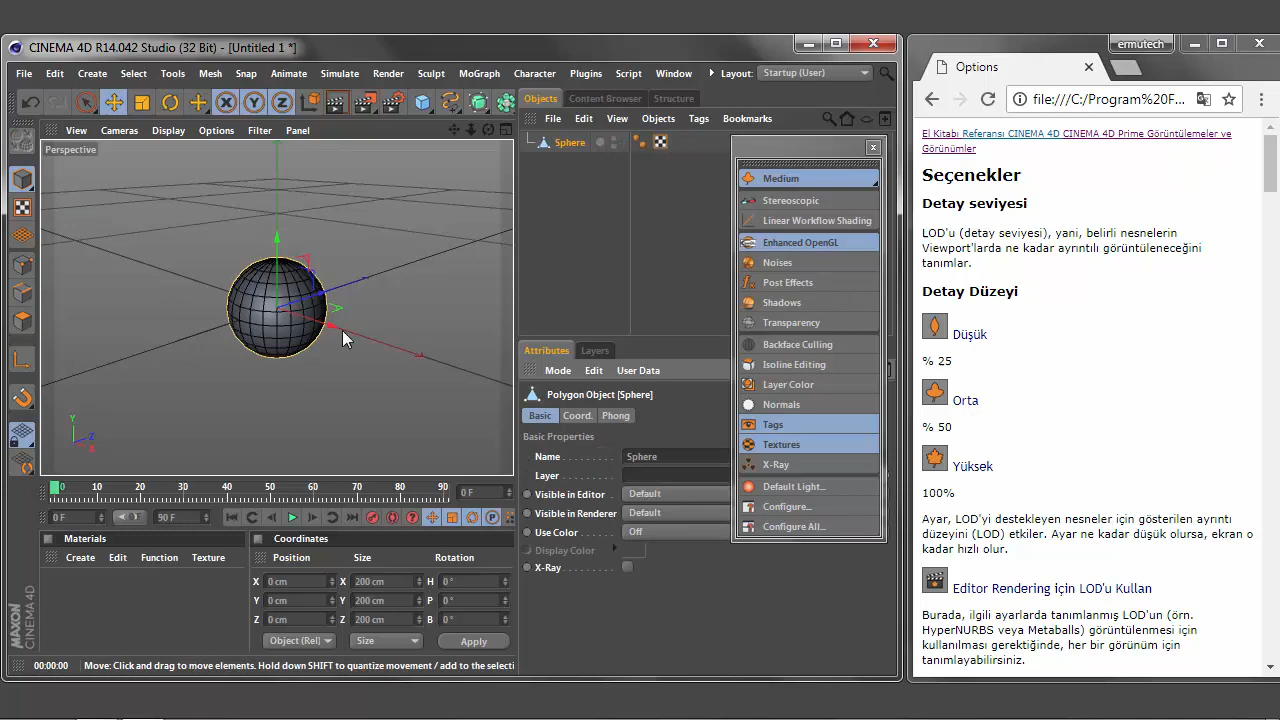 CINEMA 4D R14.042 Studio (32 Bit) - [Untitled 1 *]
File Edit Create Select Tools Mesh Snap Animate Simulate Render Sculpt MoGraph Character Plugins Script Window Layout: Startup (User)
X Y Z
Objects Content Browser Structure
View Cameras Display Options Filter Panel
File Edit View Objects Tags Bookmarks
Perspective
Sphere
Y
Z
X
Medium
Stereoscopic
Linear Workflow Shading
Enhanced OpenGL
Noises
Post Effects
Shadows
Transparency
Backface Culling
Isoline Editing
Layer Color
Normals
Tags
Textures
X-Ray
Default Light...
Configure...
Configure All...
Attributes Layers
Mode Edit User Data
Polygon Object [Sphere]
Basic Coord. Phong
Basic Properties
Name Sphere
Layer
Visible in Editor Default
Visible in Renderer Default
Use Color Off
Display Color
X-Ray
0 10 20 30 40 50 60 70 80 90 0 F
0 F 90 F
Materials
Create Edit Function Texture
Coordinates
Position Size Rotation
X 0 cm X 200 cm H 0 °
Y 0 cm Y 200 cm P 0 °
Z 0 cm Z 200 cm B 0 °
Object (Rel) Size Apply
MAXON
CINEMA 4D
00:00:00 Move: Click and drag to move elements. Hold down SHIFT to quantize movement / add to the selecti
ermutech
Options
file:///C:/Program%20F...
El Kitabı Referansı CINEMA 4D CINEMA 4D Prime Görüntülemeler ve
Görünümler
Seçenekler
Detay seviyesi
LOD'u (detay seviyesi), yani, belirli nesnelerin
Viewport'larda ne kadar ayrıntılı görüntüleneceğini
tanımlar.
Detay Düzeyi
Düşük
% 25
Orta
% 50
Yüksek
100%
Ayar, LOD'yi destekleyen nesneler için gösterilen ayrıntı
düzeyini (LOD) etkiler. Ayar ne kadar düşük olursa, ekran o
kadar hızlı olur.
Editor Rendering için LOD'u Kullan
Burada, ilgili ayarlarda tanımlanmış LOD'un (örn.
HyperNURBS veya Metaballs) görüntülenmesi için
kullanılması gerektiğinde, her bir görünüm için
tanımlayabilirsiniz.